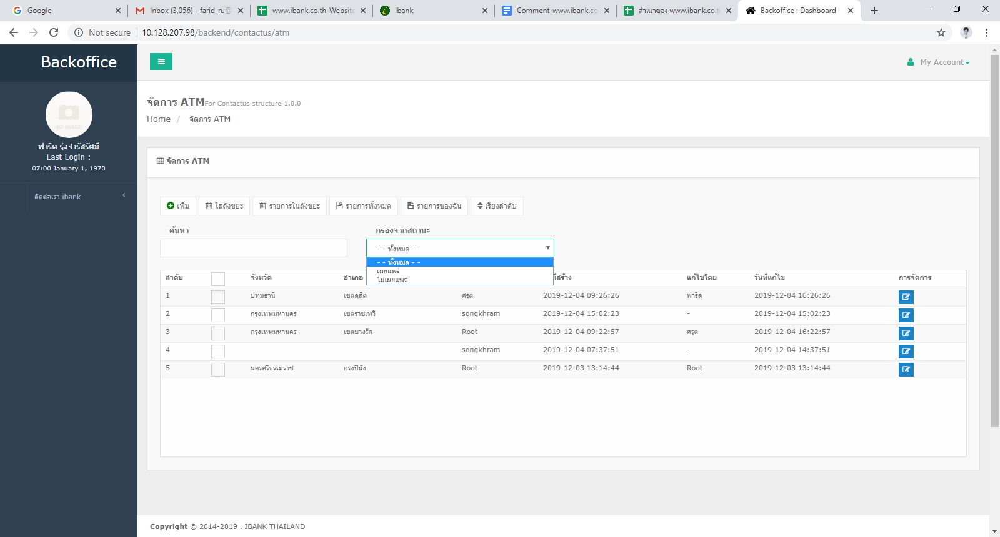 Google
Inbox (3,056) - farid_ru@
www.ibank.co.th-Website
Ibank
Comment-www.ibank.co
สำเนาของ www.ibank.co.t
Backoffice : Dashboard
Not secure
10.128.207.98/backend/contactus/atm
Backoffice
My Account
NO IMAGE
ฟาริด รุ่งจำรัสรัศมี
Last Login :
07:00 January 1, 1970
ติดต่อเรา ibank
จัดการ ATM For Contactus structure 1.0.0
Home / จัดการ ATM
จัดการ ATM
เพิ่ม
ใส่ถังขยะ
รายการในถังขยะ
รายการทั้งหมด
รายการของฉัน
เรียงลำดับ
ค้นหา
กรองจากสถานะ
- - ทั้งหมด - -
- - ทั้งหมด - -
เผยแพร่
ไม่เผยแพร่
ลำดับ จังหวัด อำเภอ ที่สร้าง แก้ไขโดย วันที่แก้ไข การจัดการ
1 ปทุมธานี เขตดุสิต ศรุต 2019-12-04 09:26:26 ฟาริด 2019-12-04 16:26:26
2 กรุงเทพมหานคร เขตราชเทวี songkhram 2019-12-04 15:02:23 - 2019-12-04 15:02:23
3 กรุงเทพมหานคร เขตบางรัก Root 2019-12-04 09:22:57 ศรุต 2019-12-04 16:22:57
4 songkhram 2019-12-04 07:37:51 - 2019-12-04 14:37:51
5 นครศรีธรรมราช กรงปินัง Root 2019-12-03 13:14:44 Root 2019-12-03 13:14:44
Copyright © 2014-2019 . IBANK THAILAND